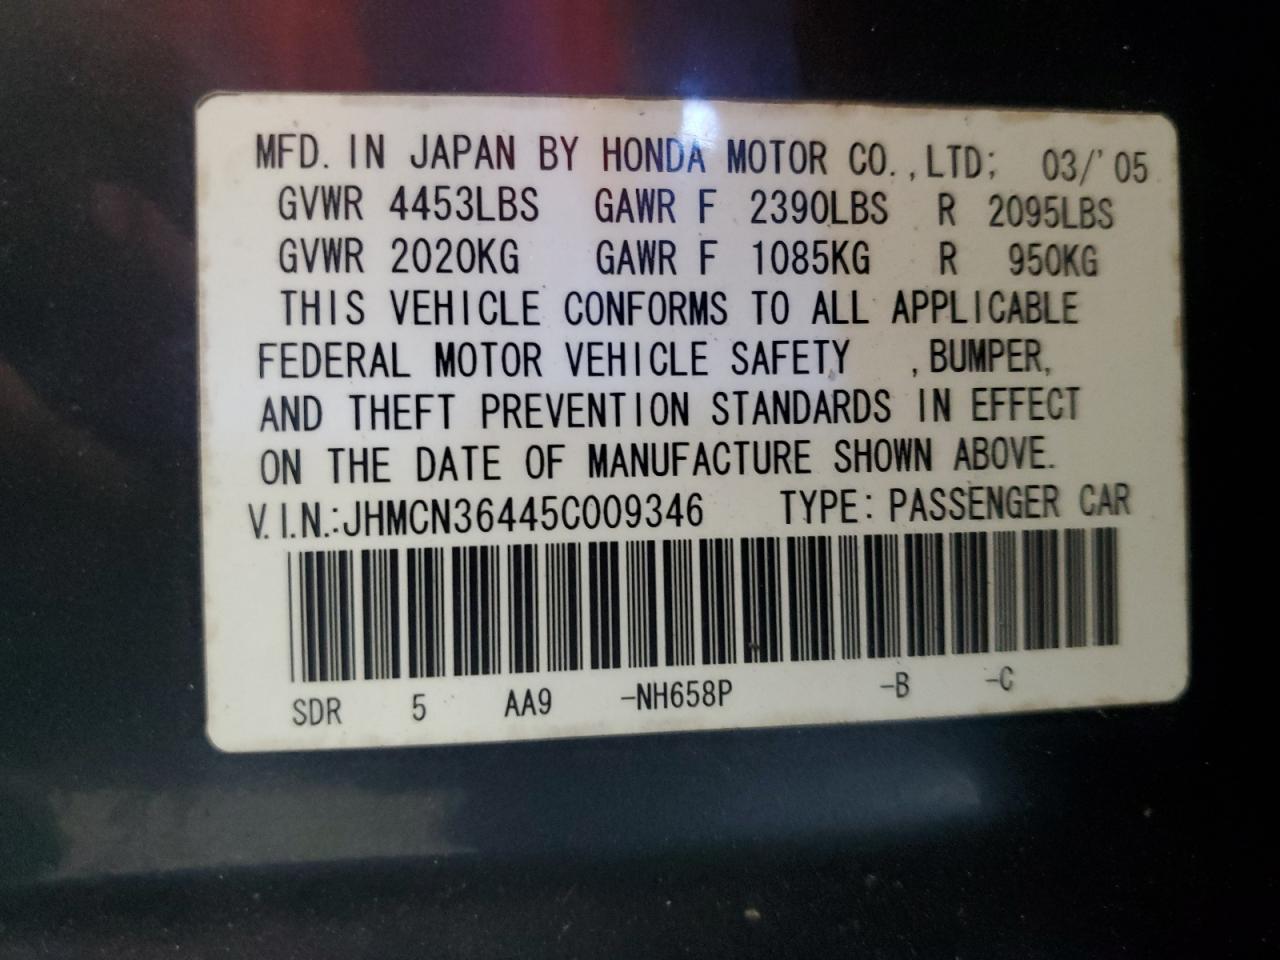 MFD. IN JAPAN BY HONDA MOTOR CO.,LTD; 03/'05
GVWR 4453LBS GAWR F 2390LBS R 2095LBS
GVWR 2020KG GAWR F 1085KG R 950KG
THIS VEHICLE CONFORMS TO ALL APPLICABLE
FEDERAL MOTOR VEHICLE SAFETY ,BUMPER,
AND THEFT PREVENTION STANDARDS IN EFFECT
ON THE DATE OF MANUFACTURE SHOWN ABOVE.
V.I.N.:JHMCN36445C009346 TYPE: PASSENGER CAR
SDR 5 AA9 -NH658P -B -C